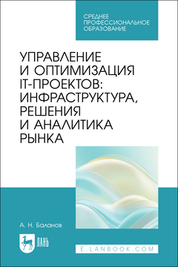 СРЕДНЕЕ
ПРОФЕССИОНАЛЬНОЕ
ОБРАЗОВАНИЕ
УПРАВЛЕНИЕ
И ОПТИМИЗАЦИЯ
IT-ПРОЕКТОВ:
ИНФРАСТРУКТУРА,
РЕШЕНИЯ
И АНАЛИТИКА
РЫНКА
А. Н. Баланов
ЛАНЬ
E.LANBOOK.COM